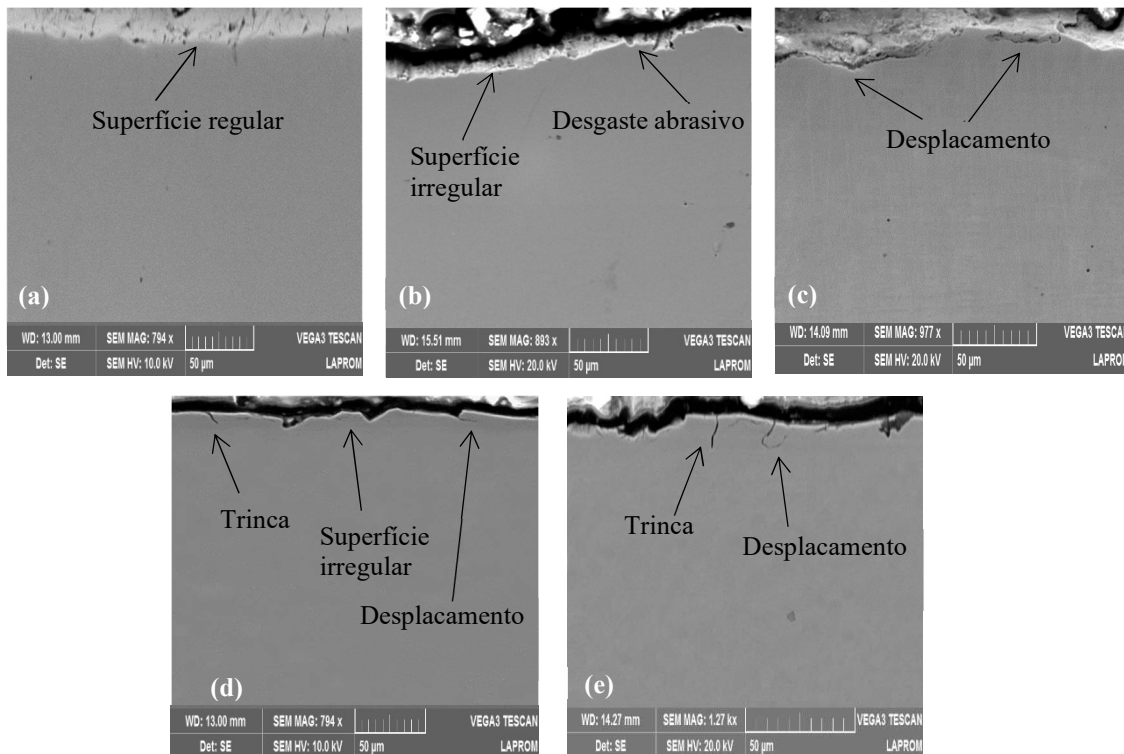 Superfície regular
(a)
WD: 13.00 mm SEM MAG: 794 x VEGA3 TESCAN
Det: SE SEM HV: 10.0 kV 50 µm LAPROM
Desgaste abrasivo
Superfície
irregular
(b)
WD: 15.51 mm SEM MAG: 893 x VEGA3 TESCAN
Det: SE SEM HV: 20.0 kV 50 µm LAPROM
Desplacamento
(c)
WD: 14.09 mm SEM MAG: 977 x VEGA3 TESCAN
Det: SE SEM HV: 20.0 kV 50 µm LAPROM
Trinca
Superfície
irregular
Desplacamento
(d)
WD: 13.00 mm SEM MAG: 794 x VEGA3 TESCAN
Det: SE SEM HV: 10.0 kV 50 µm LAPROM
Trinca
Desplacamento
(e)
WD: 14.27 mm SEM MAG: 1.27 kx VEGA3 TESCAN
Det: SE SEM HV: 20.0 kV 50 µm LAPROM